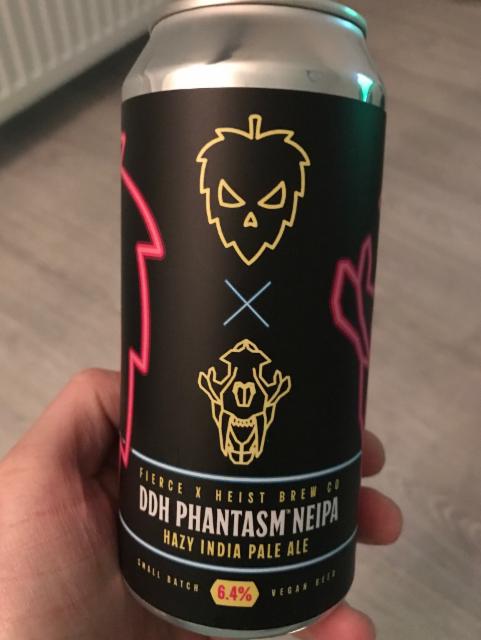 X
FIERCE X HEIST BREW CO
DDH PHANTASM™ NEIPA
HAZY INDIA PALE ALE
SMALL BATCH 6.4% VEGAN BEER